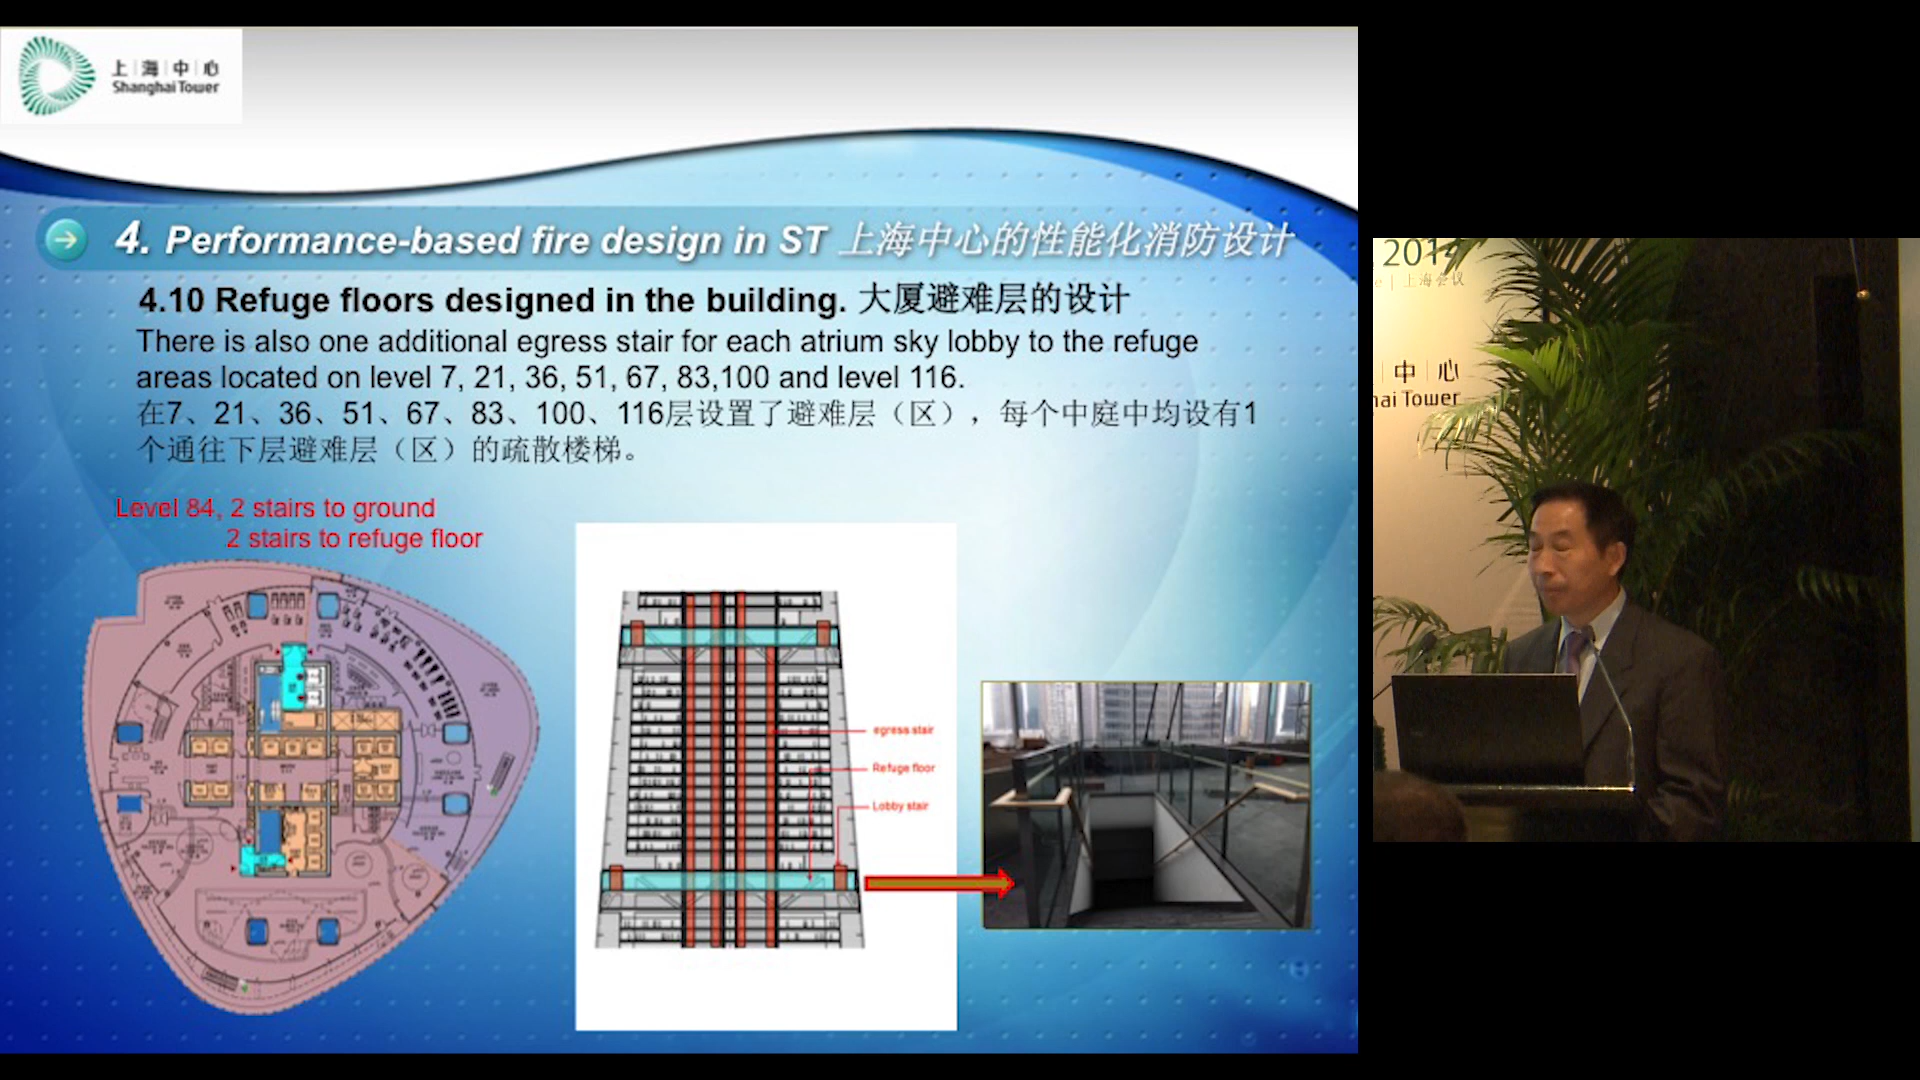 上海中心
Shanghai Tower
4. Performance-based fire design in ST 上海中心的性能化消防设计
4.10 Refuge floors designed in the building. 大厦避难层的设计
There is also one additional egress stair for each atrium sky lobby to the refuge
areas located on level 7, 21, 36, 51, 67, 83,100 and level 116.
在7、21、36、51、67、83、100、116层设置了避难层（区），每个中庭中均设有1
个通往下层避难层（区）的疏散楼梯。
Level 84, 2 stairs to ground
2 stairs to refuge floor
egress stair
Refuge floor
Lobby stair
2014
e | 上海会议
中心
hai Tower